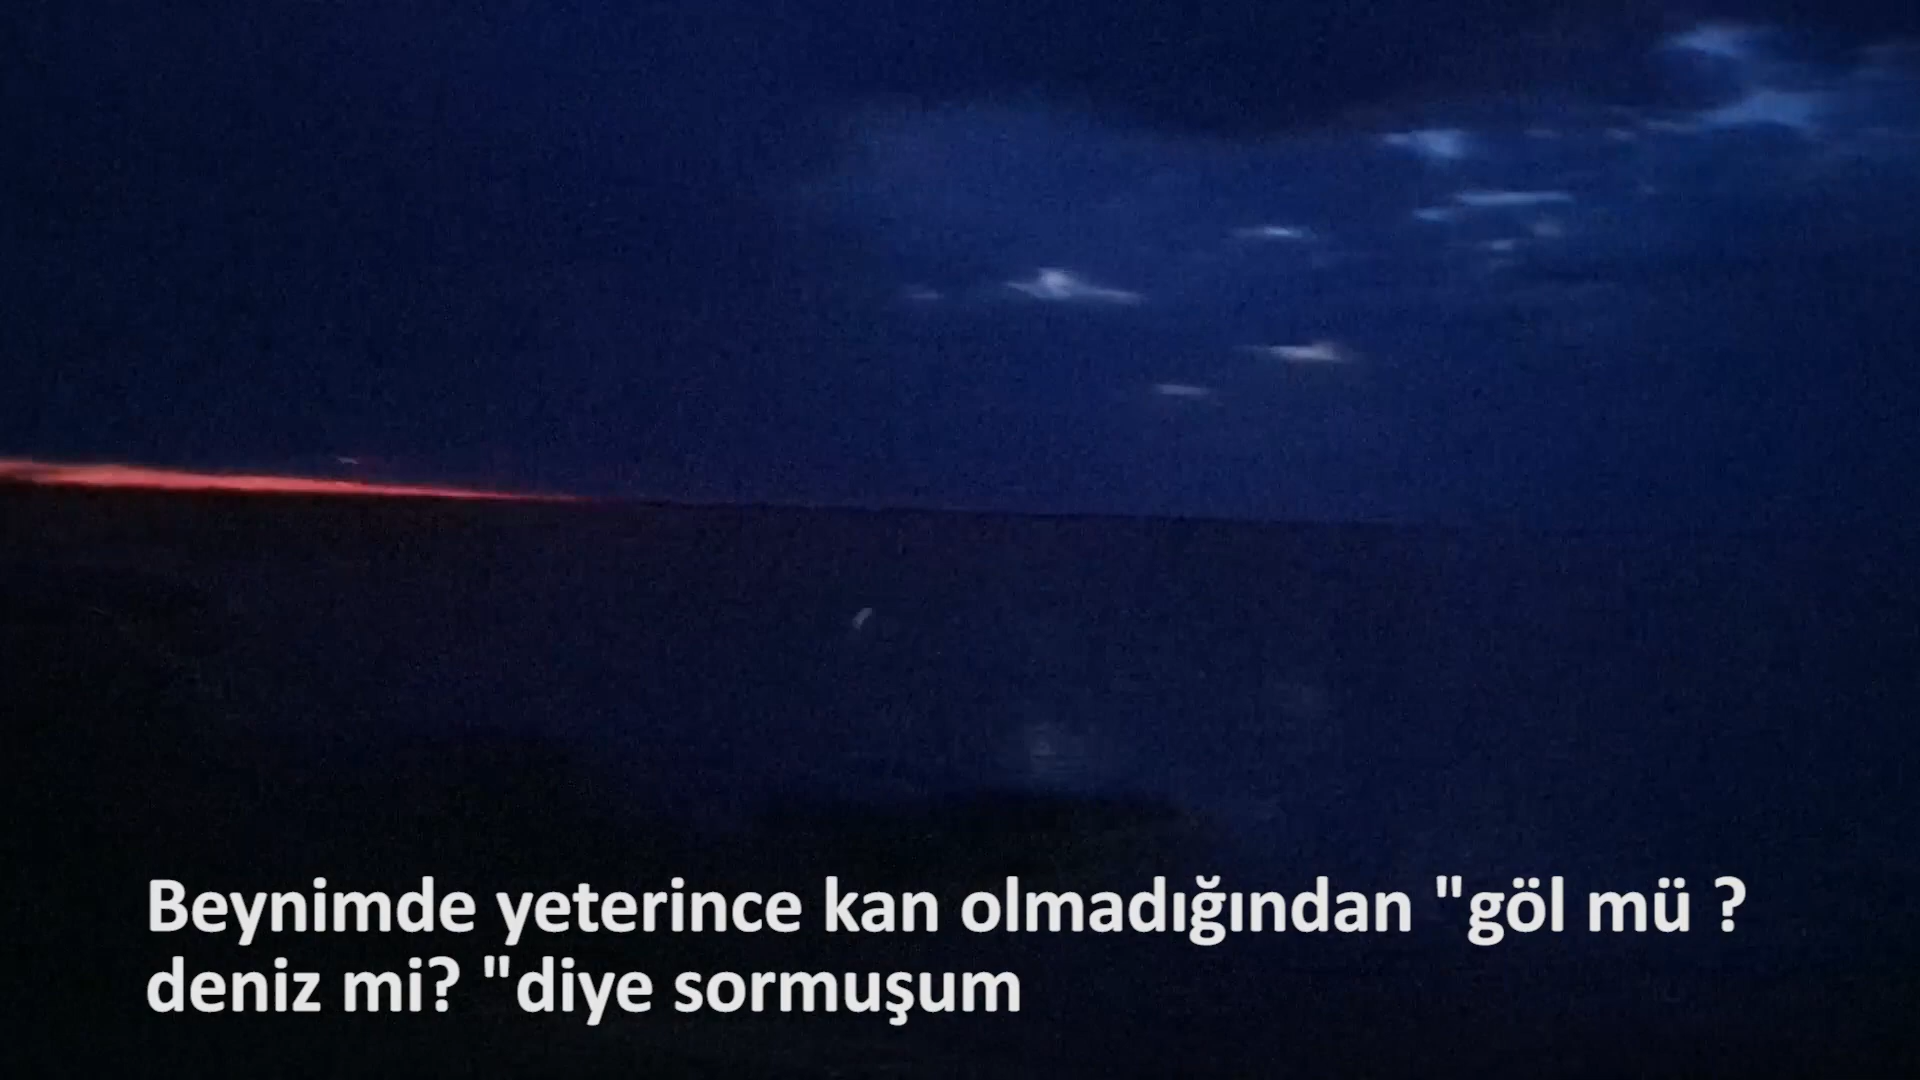 Beynimde yeterince kan olmadığından "göl mü ?
deniz mi? "diye sormuşum